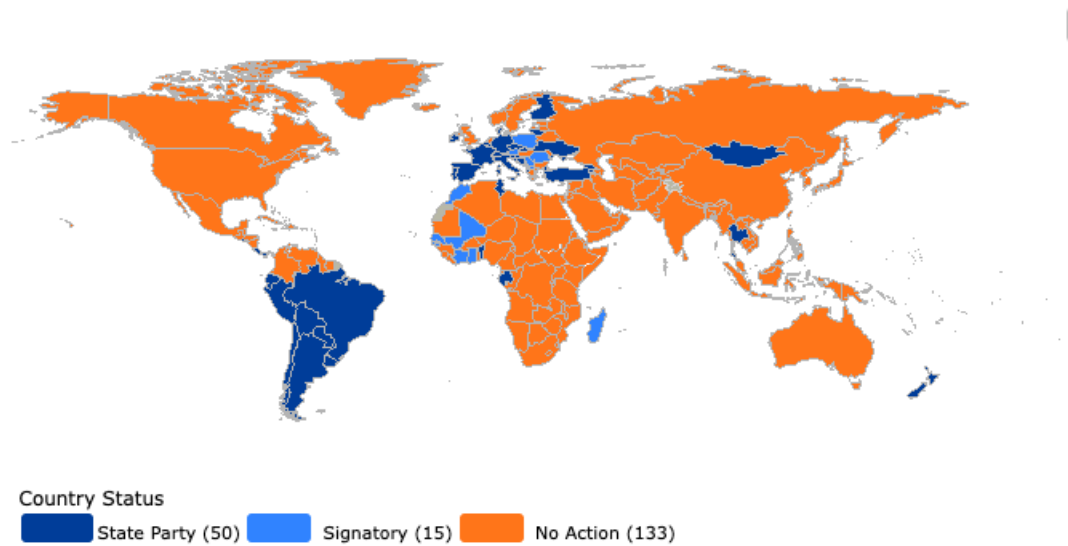 Country Status
State Party (50) Signatory (15) No Action (133)